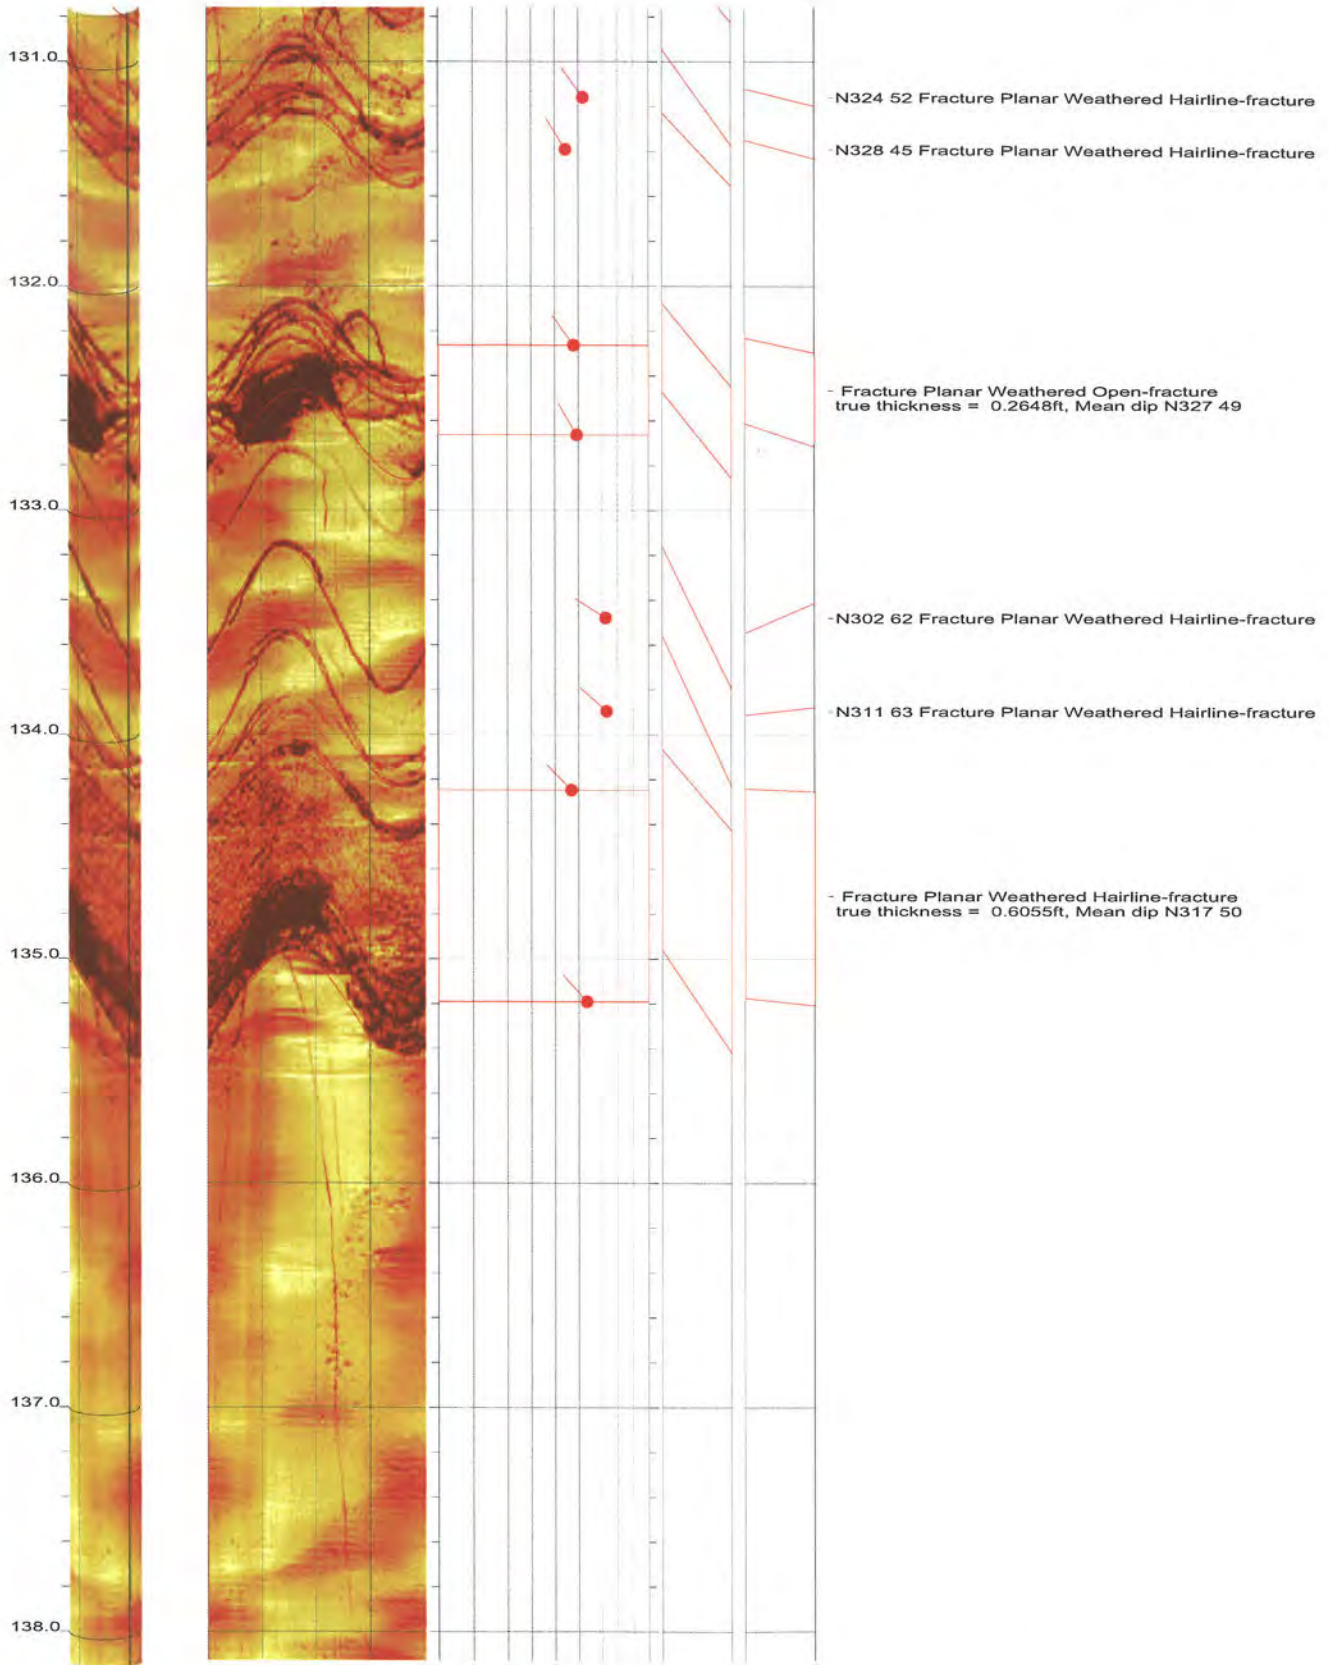 131.0
-N324 52 Fracture Planar Weathered Hairline-fracture
-N328 45 Fracture Planar Weathered Hairline-fracture
132.0
- Fracture Planar Weathered Open-fracture
true thickness = 0.2648ft, Mean dip N327 49
133.0
-N302 62 Fracture Planar Weathered Hairline-fracture
-N311 63 Fracture Planar Weathered Hairline-fracture
134.0
- Fracture Planar Weathered Hairline-fracture
true thickness = 0.6055ft, Mean dip N317 50
135.0
136.0
137.0
138.0